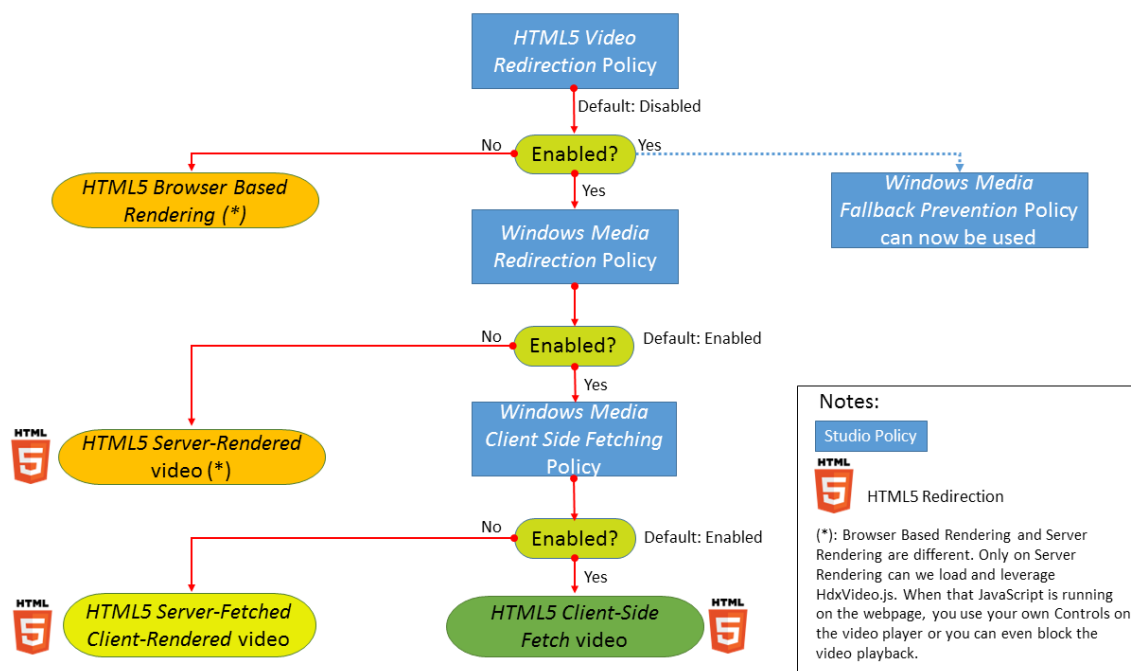 HTML5 Video
Redirection Policy
Default: Disabled
No
Enabled?
Yes
HTML5 Browser Based
Rendering (*)
Yes
Windows Media
Fallback Prevention Policy
can now be used
Windows Media
Redirection Policy
No
Enabled?
Default: Enabled
Yes
HTML
5
HTML5 Server-Rendered
video (*)
Windows Media
Client Side Fetching
Policy
No
Enabled?
Default: Enabled
Yes
HTML
5
HTML5 Server-Fetched
Client-Rendered video
HTML5 Client-Side
Fetch video
HTML
5
Notes:
Studio Policy
HTML
5
HTML5 Redirection
(*): Browser Based Rendering and Server
Rendering are different. Only on Server
Rendering can we load and leverage
HdxVideo.js. When that JavaScript is running
on the webpage, you use your own Controls on
the video player or you can even block the
video playback.